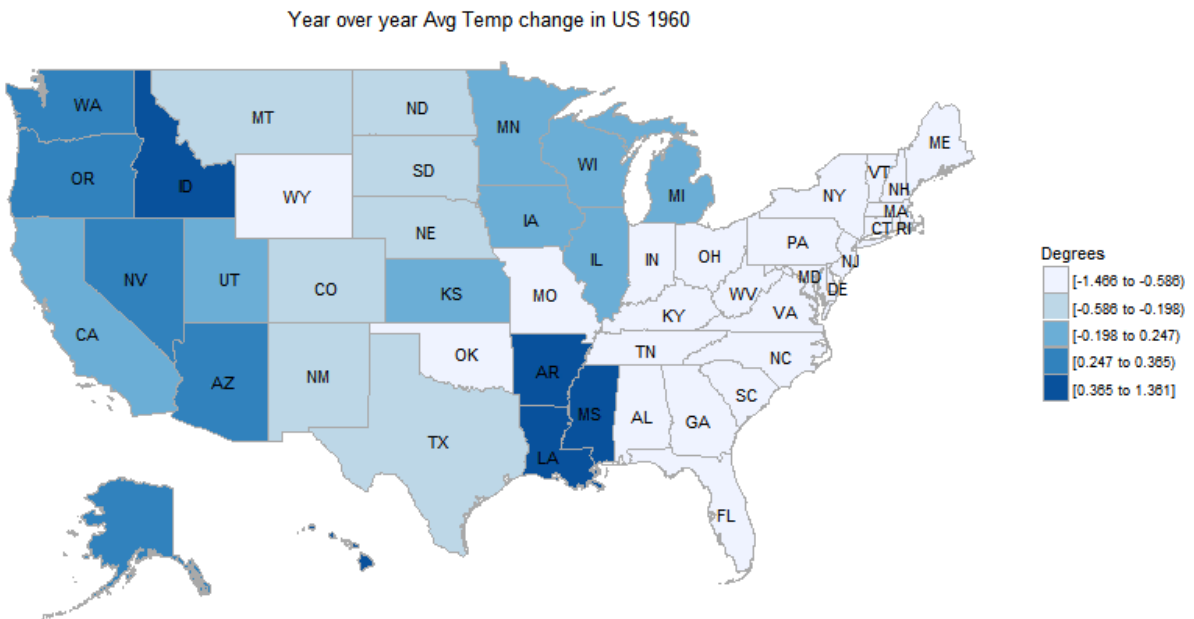 Year over year Avg Temp change in US 1960
WA
MT
ND
MN
ME
OR
ID
WY
SD
WI
MI
NY
VT
NH
MA
CT RI
NV
UT
CO
NE
IA
IL
IN
OH
PA
NJ
MD
DE
CA
AZ
NM
KS
MO
KY
WV
VA
OK
AR
TN
NC
SC
TX
LA
MS
AL
GA
FL
Degrees
[-1.466 to -0.586)
[-0.586 to -0.198)
[-0.198 to 0.247)
[0.247 to 0.365)
[0.365 to 1.361]